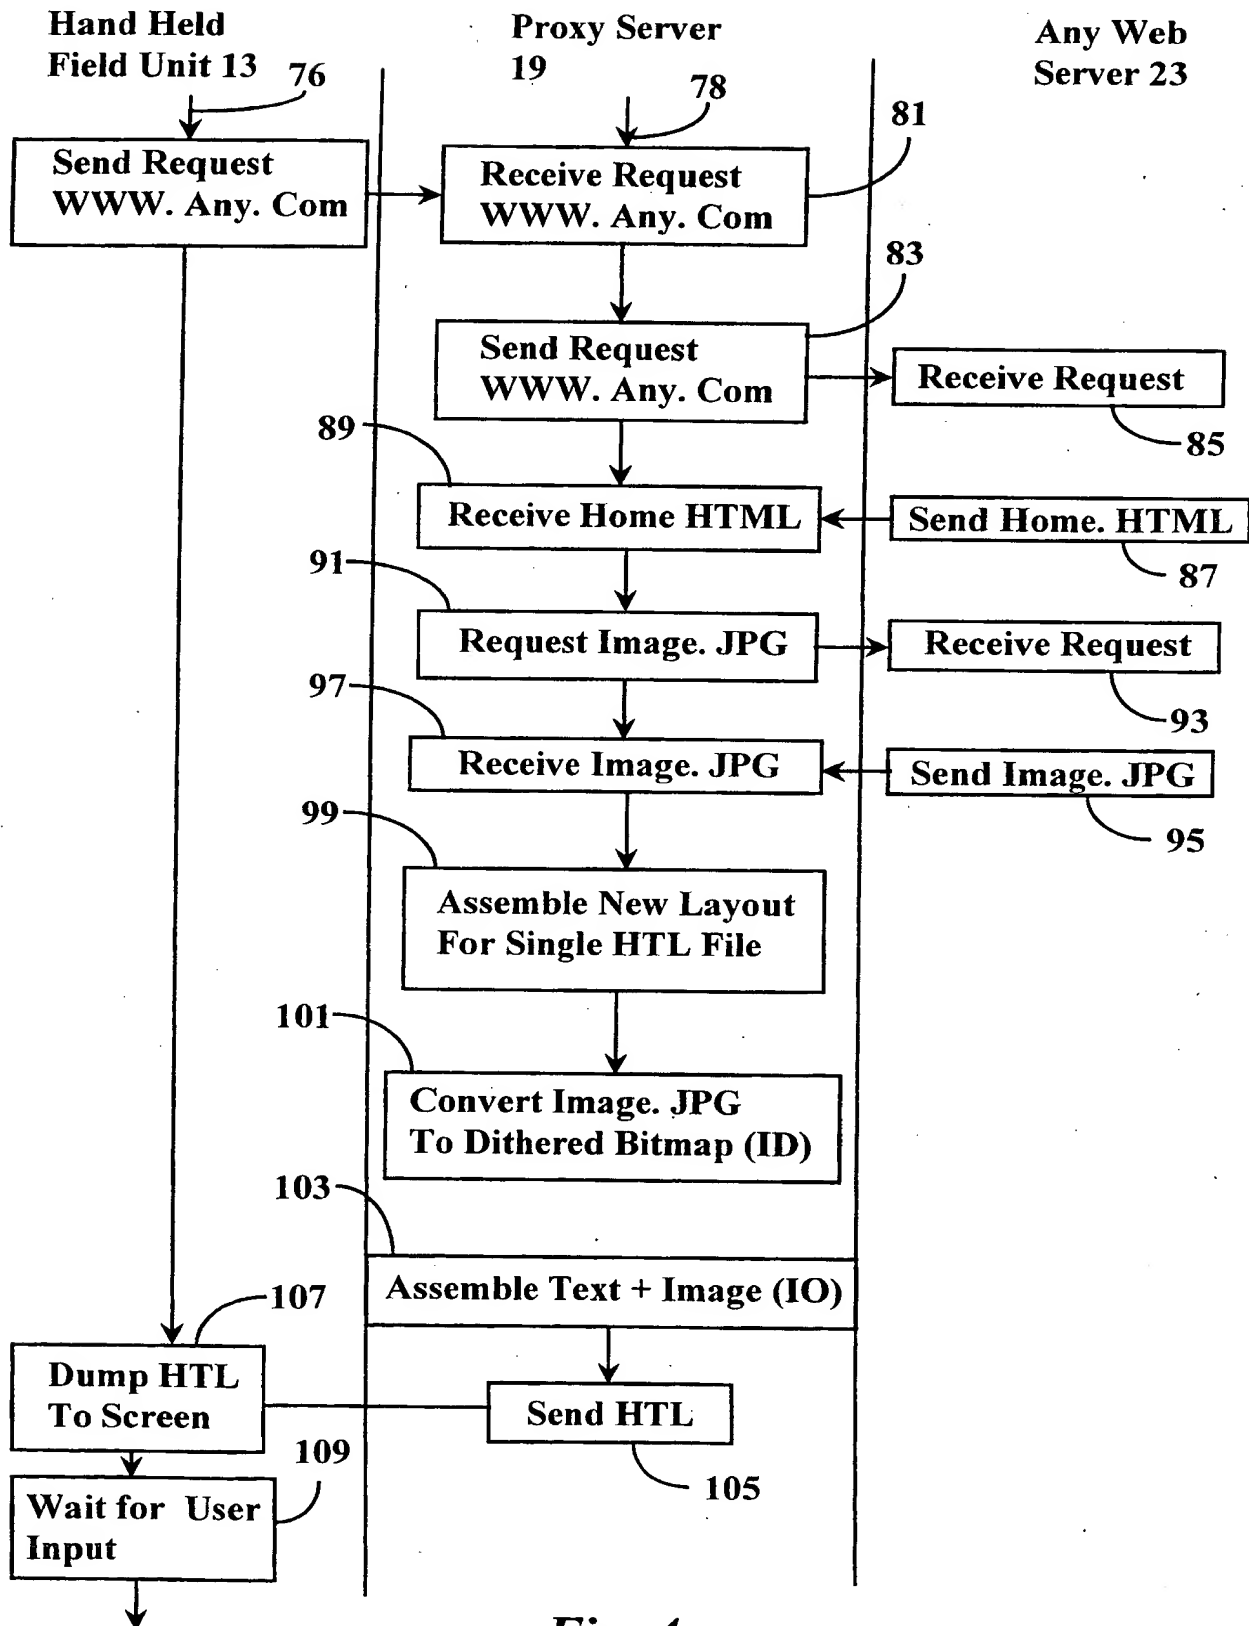 Hand Held
Field Unit 13
76
Proxy Server
19
78
Any Web
Server 23
81
Send Request
WWW. Any. Com
Receive Request
WWW. Any. Com
83
Send Request
WWW. Any. Com
Receive Request
85
89
Receive Home HTML
Send Home. HTML
87
91
Request Image. JPG
Receive Request
93
97
Receive Image. JPG
Send Image. JPG
95
99
Assemble New Layout
For Single HTL File
101
Convert Image. JPG
To Dithered Bitmap (ID)
103
Assemble Text + Image (IO)
107
Dump HTL
To Screen
Send HTL
105
109
Wait for User
Input